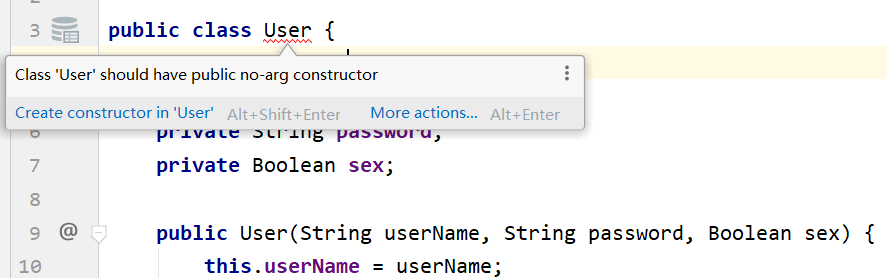 3 public class User {
Class 'User' should have public no-arg constructor
Create constructor in 'User' Alt+Shift+Enter More actions... Alt+Enter
private String password;
7 private Boolean sex;
8
9 @ public User(String userName, String password, Boolean sex) {
10 this.userName = userName;